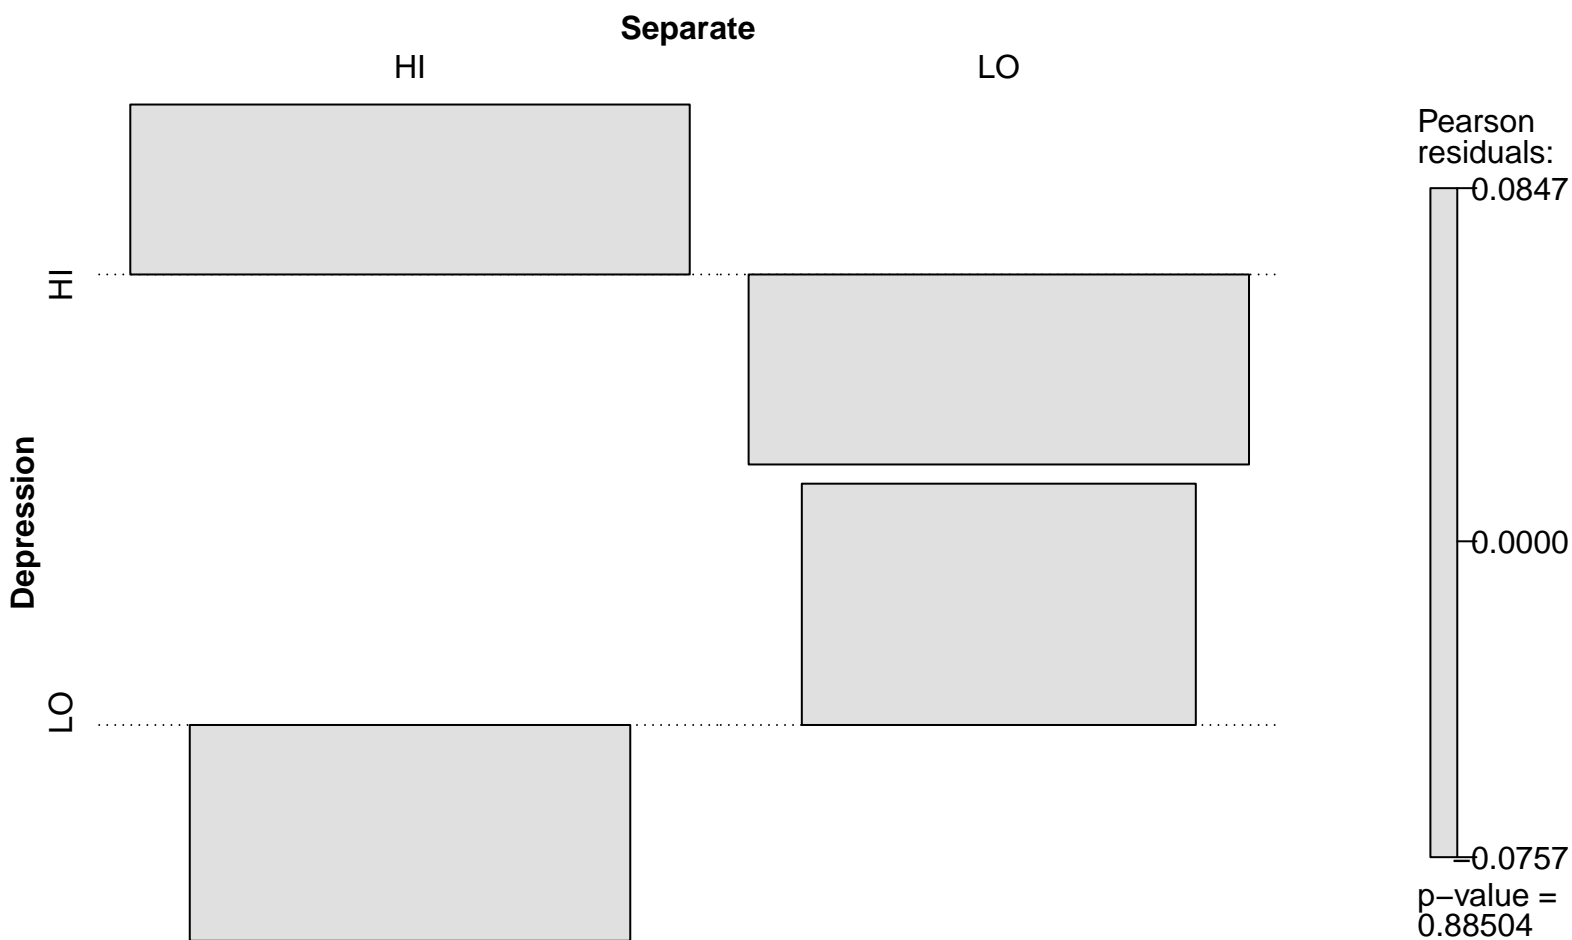 Separate
HI
LO
Depression
HI
LO
Pearson
residuals:
0.0847
0.0000
−0.0757
p−value =
0.88504